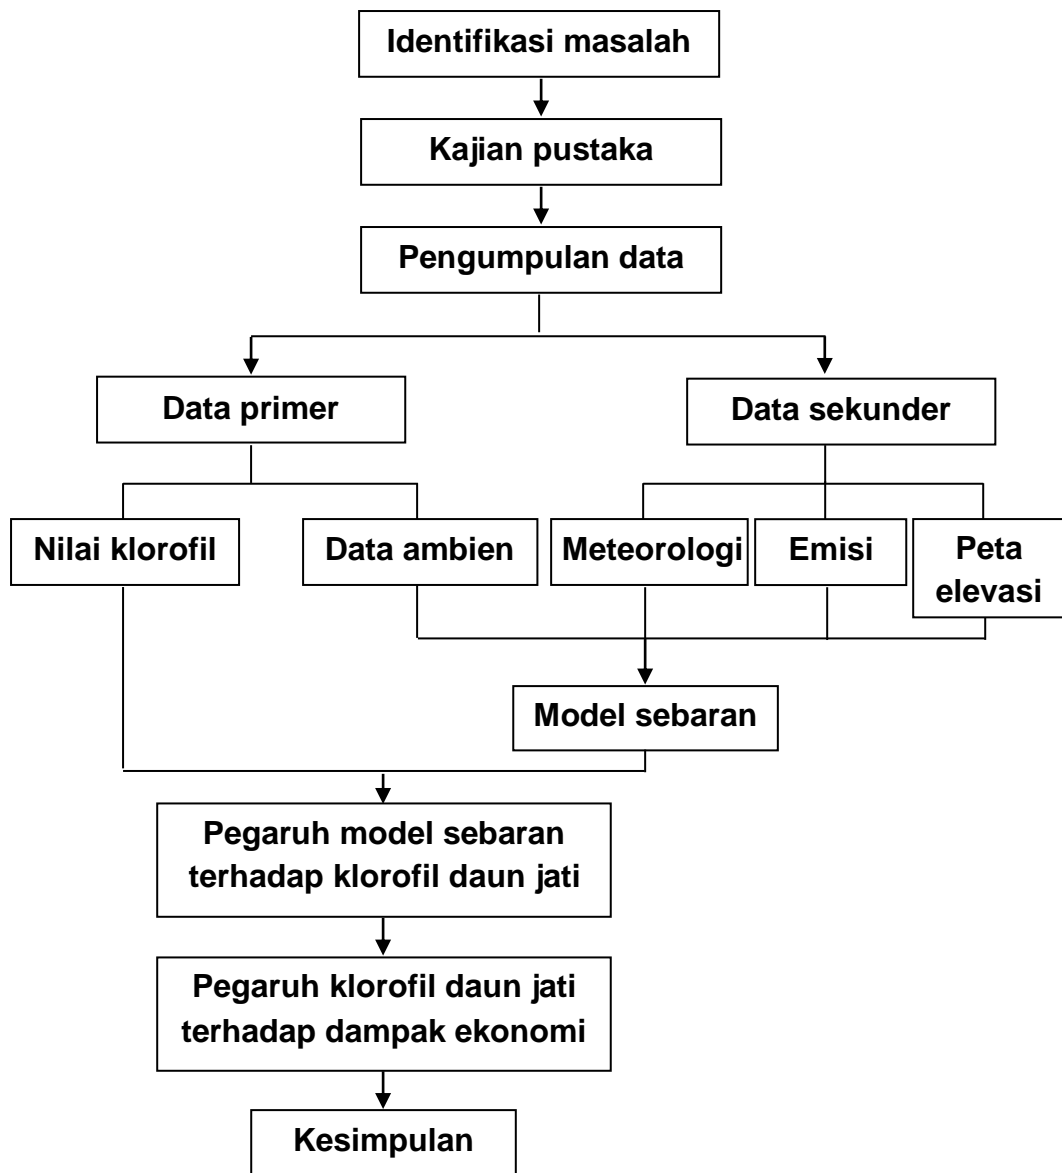 Identifikasi masalah
Kajian pustaka
Pengumpulan data
Data primer
Data sekunder
Nilai klorofil
Data ambien
Meteorologi
Emisi
Peta
elevasi
Model sebaran
Pegaruh model sebaran
terhadap klorofil daun jati
Pegaruh klorofil daun jati
terhadap dampak ekonomi
Kesimpulan